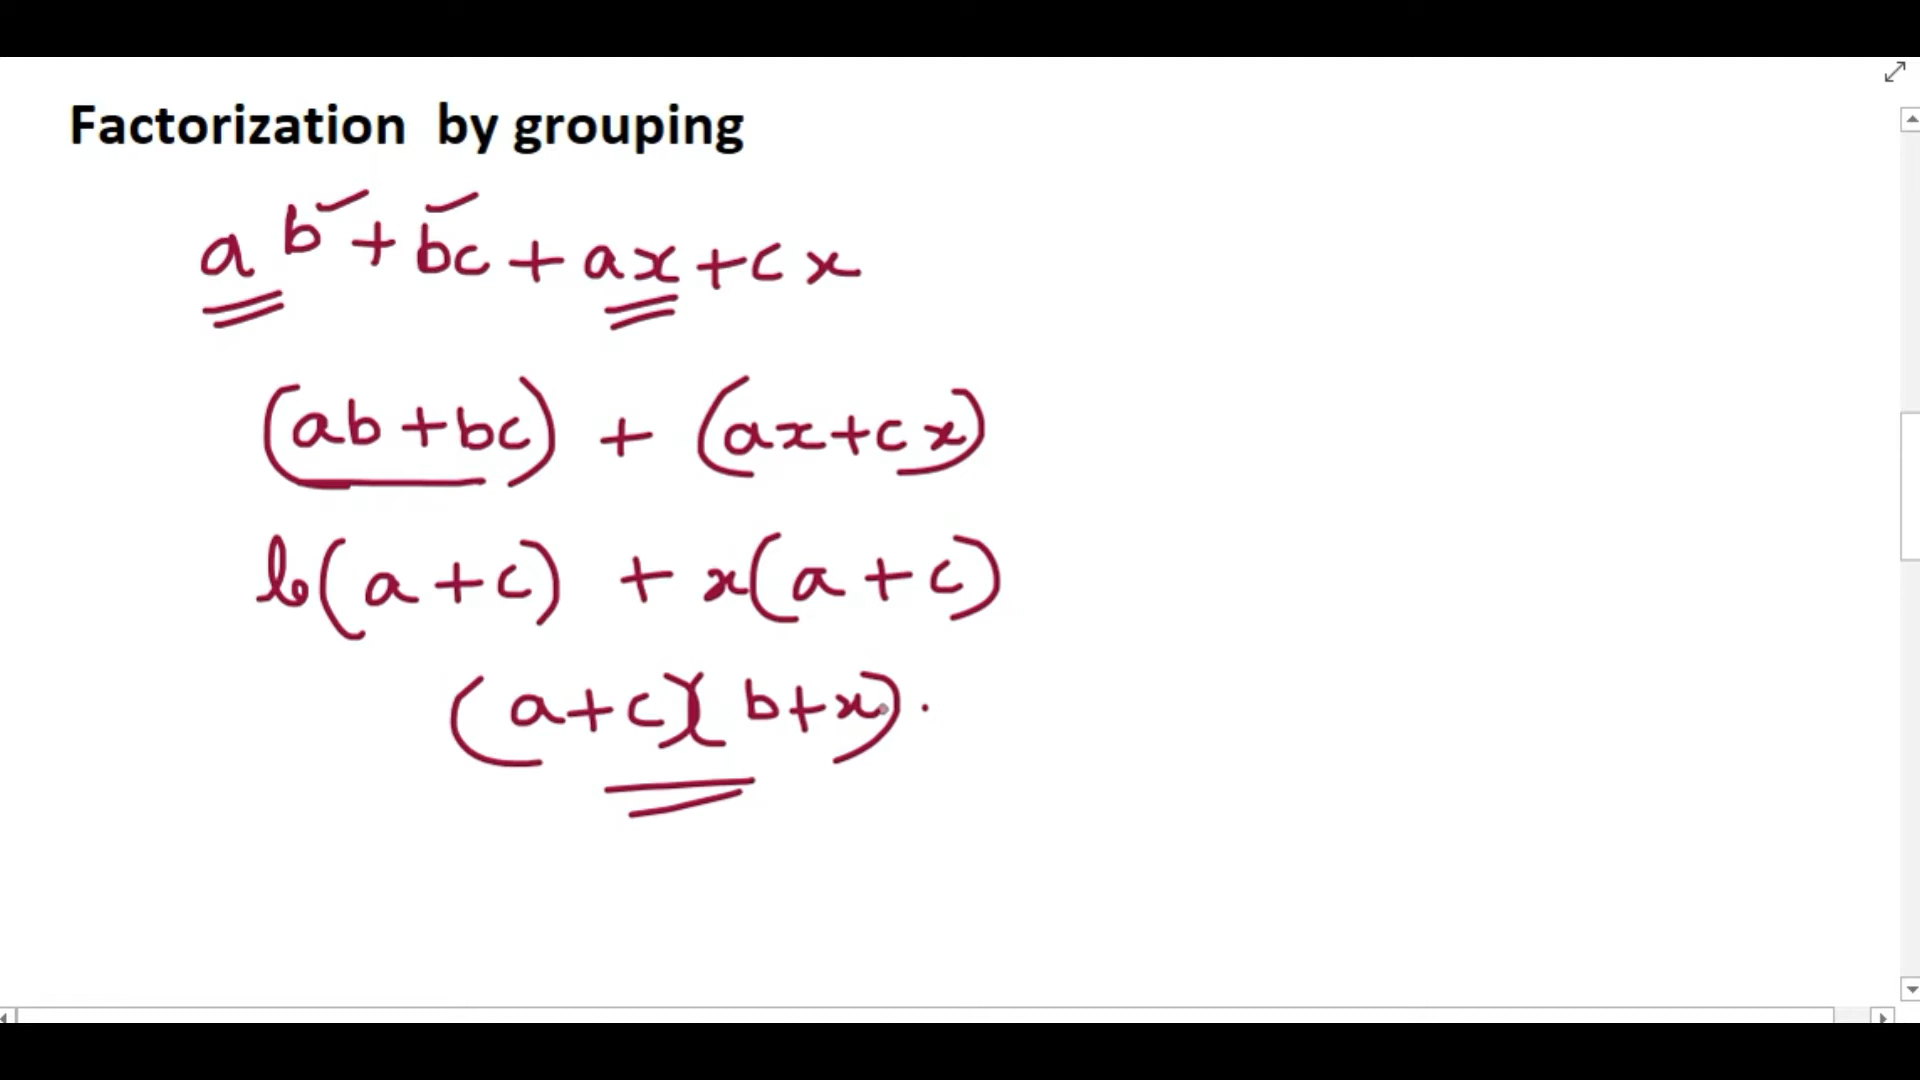 Factorization by grouping
ab + bc + ax + cx
(ab + bc) + (ax + cx)
b(a + c) + x(a + c)
(a + c)(b + x).